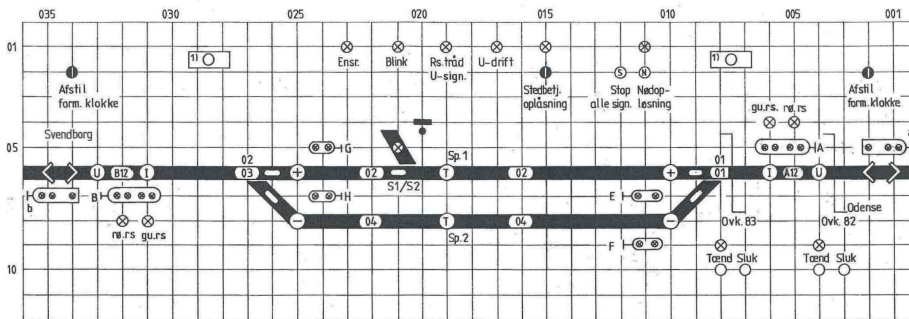 035 030 025 020 015 010 005 001
01
1)
1)
Ensr.
Blink
Rs.tråd
U-sign.
U-drift
Afstil
form. klokke
Stedbetj.
opløsning
S
N
Stop
alle sign.
Nødop-
løsning
gu.rs. rø.rs
Afstil
form. klokke
Svendborg
05
G
Sp.1
A
02
01
U B12 I 03 + 02 T 02 + 01 I A12 U
S1/S2
b
B
H
E
Odense
rø.rs gu.rs
− 04 T 04 −
Ovk. 83
Ovk. 82
Sp.2
F
Tænd Sluk
Tænd Sluk
10